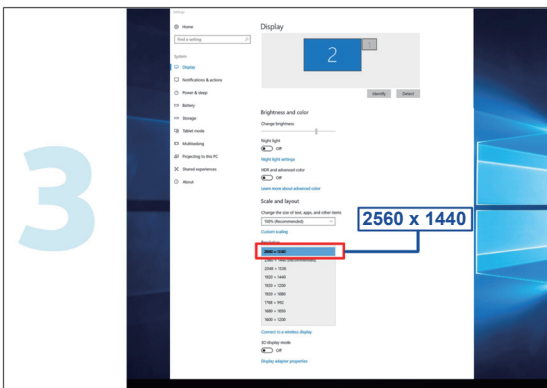 3
Settings
Home
Find a setting
System
Display
Notifications & actions
Power & sleep
Battery
Storage
Tablet mode
Multitasking
Projecting to this PC
Shared experiences
About
Display
2
1
Identify
Detect
Brightness and color
Change brightness
Night light
Off
Night light settings
HDR and advanced color
Off
Learn more about advanced color
Scale and layout
Change the size of text, apps, and other items
100% (Recommended)
Custom scaling
Resolution
2560 x 1440
2048 × 1536
1920 × 1440
1920 × 1200
1920 × 1080
1680 × 1050
1600 × 1200
Connect to a wireless display
3D display mode
Off
Display adapter properties